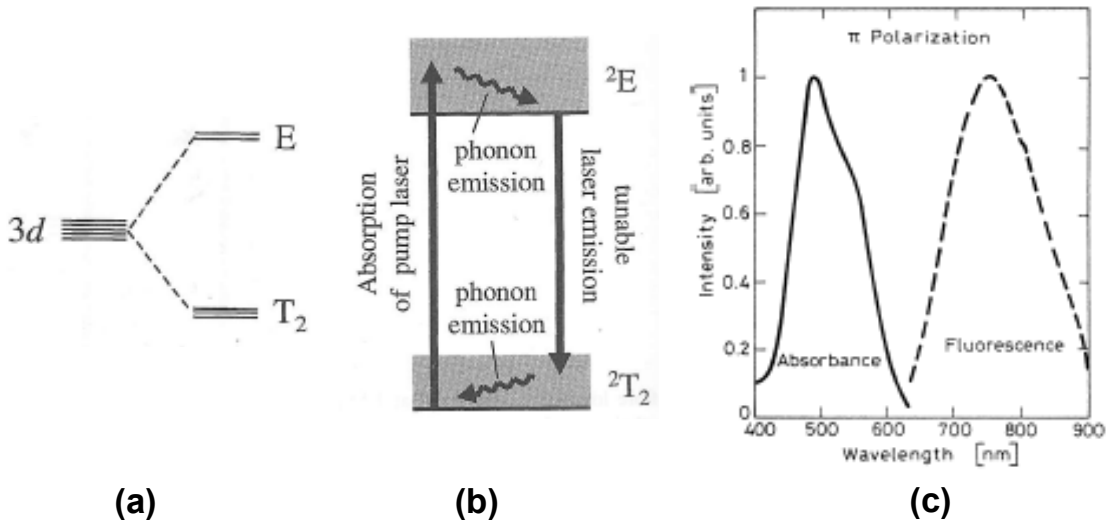 3d
E
T₂
(a)
Absorption
of pump laser
phonon
emission
phonon
emission
tunable
laser emission
²E
²T₂
(b)
π Polarization
Intensity [arb. units]
1
0.8
0.6
0.4
0.2
0
Absorbance
Fluorescence
400 500 600 700 800 900
Wavelength [nm]
(c)